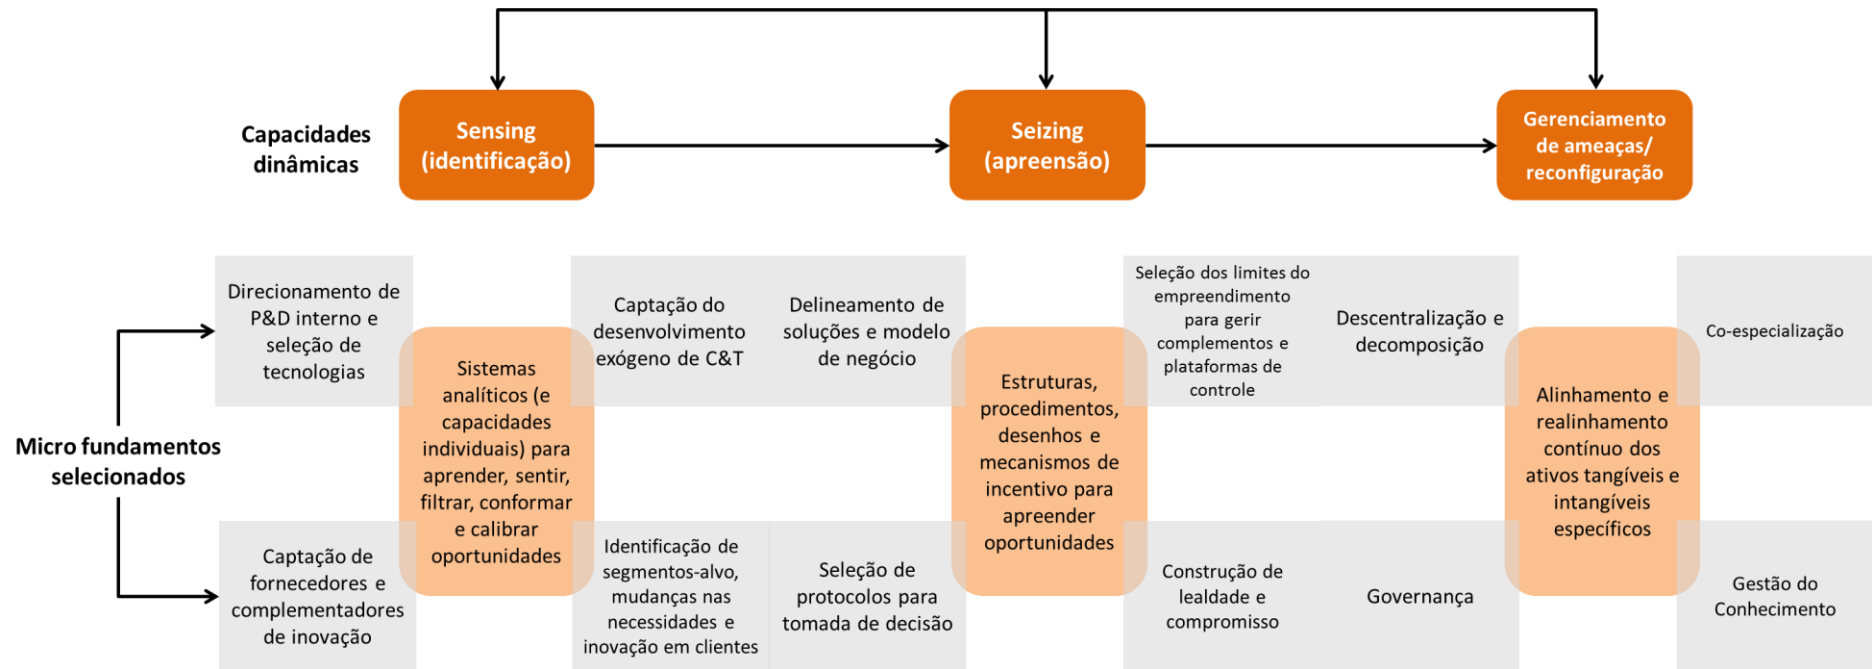 Capacidades
dinâmicas
Sensing
(identificação)
Seizing
(apreensão)
Gerenciamento
de ameaças/
reconfiguração
Micro fundamentos
selecionados
Direcionamento de
P&D interno e
seleção de
tecnologias
Sistemas
analíticos (e
capacidades
individuais) para
aprender, sentir,
filtrar, conformar
e calibrar
oportunidades
Captação do
desenvolvimento
exógeno de C&T
Captação de
fornecedores e
complementadores
de inovação
Identificação de
segmentos-alvo,
mudanças nas
necessidades e
inovação em clientes
Delineamento de
soluções e modelo
de negócio
Estruturas,
procedimentos,
desenhos e
mecanismos de
incentivo para
apreender
oportunidades
Seleção dos limites do
empreendimento
para gerir
complementos e
plataformas de
controle
Seleção de
protocolos para
tomada de decisão
Construção de
lealdade e
compromisso
Descentralização e
decomposição
Alinhamento e
realinhamento
contínuo dos
ativos tangíveis e
intangíveis
específicos
Co-especialização
Governança
Gestão do
Conhecimento